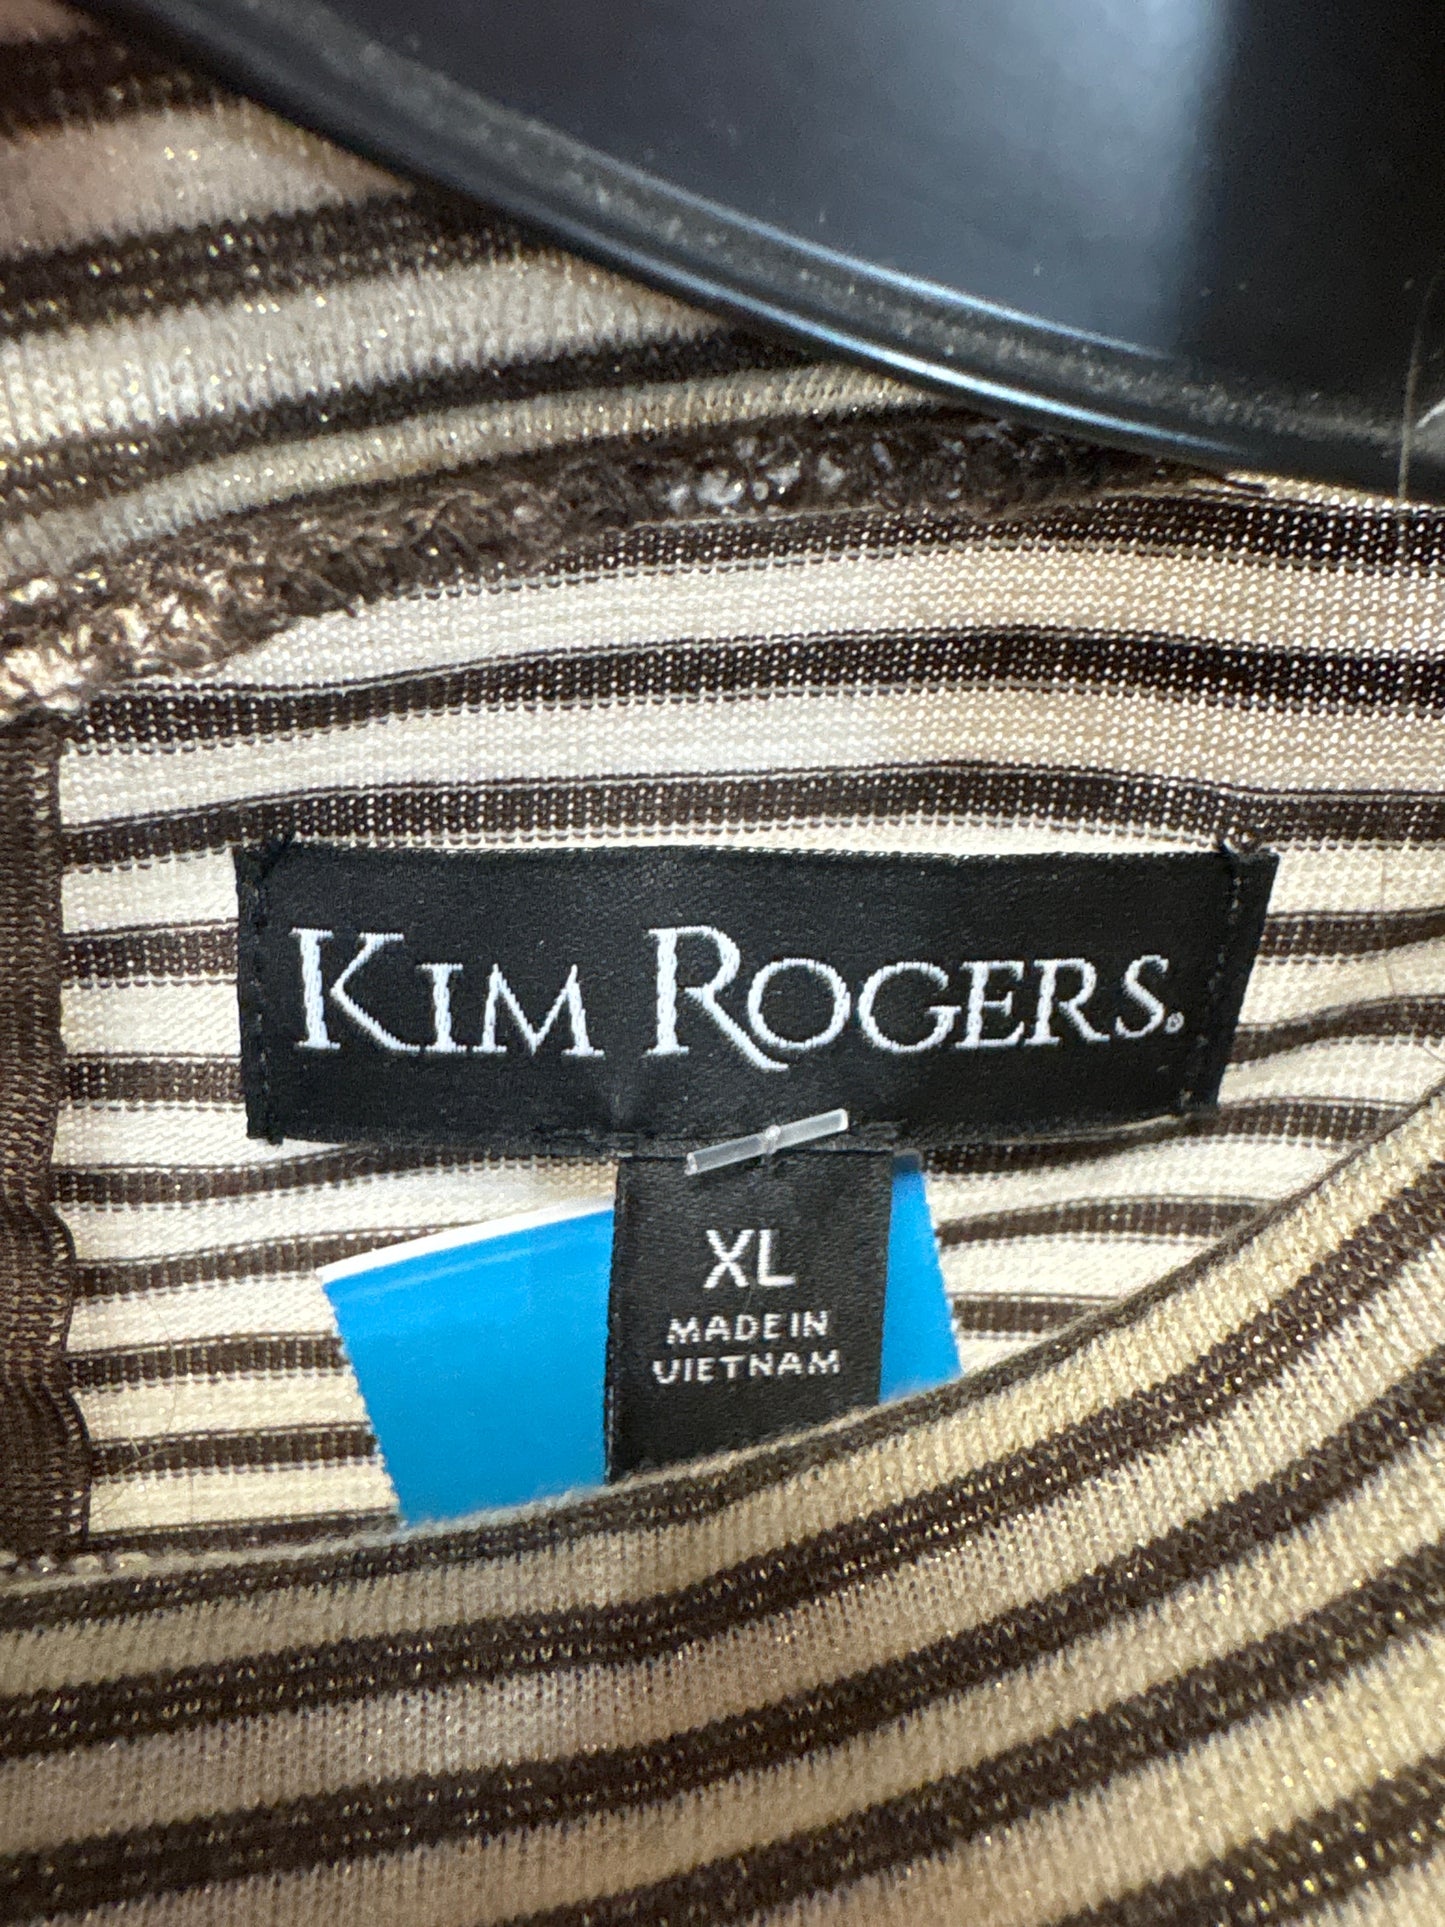 KIM ROGERS®
XL
MADE IN
VIETNAM